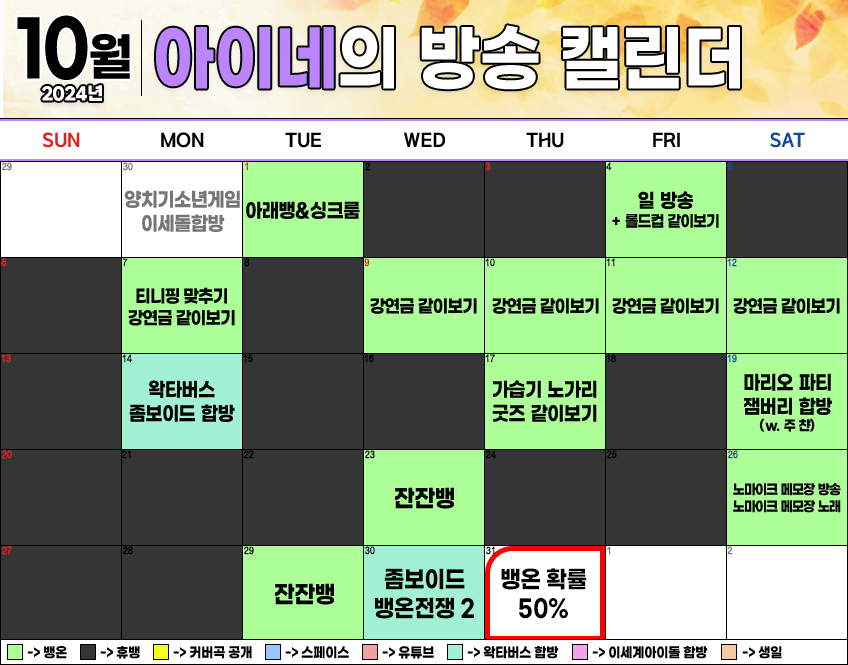 10월
2024년
아이네의 방송 캘린더
SUN MON TUE WED THU FRI SAT
29 30 1 2 3 4 5
양치기소년게임
이세돌합방
아래뱅&싱크룸
일 방송
+ 롤드컵 같이보기
6 7 8 9 10 11 12
티니핑 맞추기
강연금 같이보기
강연금 같이보기
강연금 같이보기
강연금 같이보기
강연금 같이보기
13 14 15 16 17 18 19
왁타버스
좀보이드 합방
가습기 노가리
굿즈 같이보기
마리오 파티
잼버리 합방
(w. 주 챤)
20 21 22 23 24 25 26
잔잔뱅
노마이크 메모장 방송
노마이크 메모장 노래
27 28 29 30 31 1 2
잔잔뱅
좀보이드
뱅온전쟁 2
뱅온 확률
50%
-> 뱅온 -> 휴뱅 -> 커버곡 공개 -> 스페이스 -> 유튜브 -> 왁타버스 합방 -> 이세계아이돌 합방 -> 생일